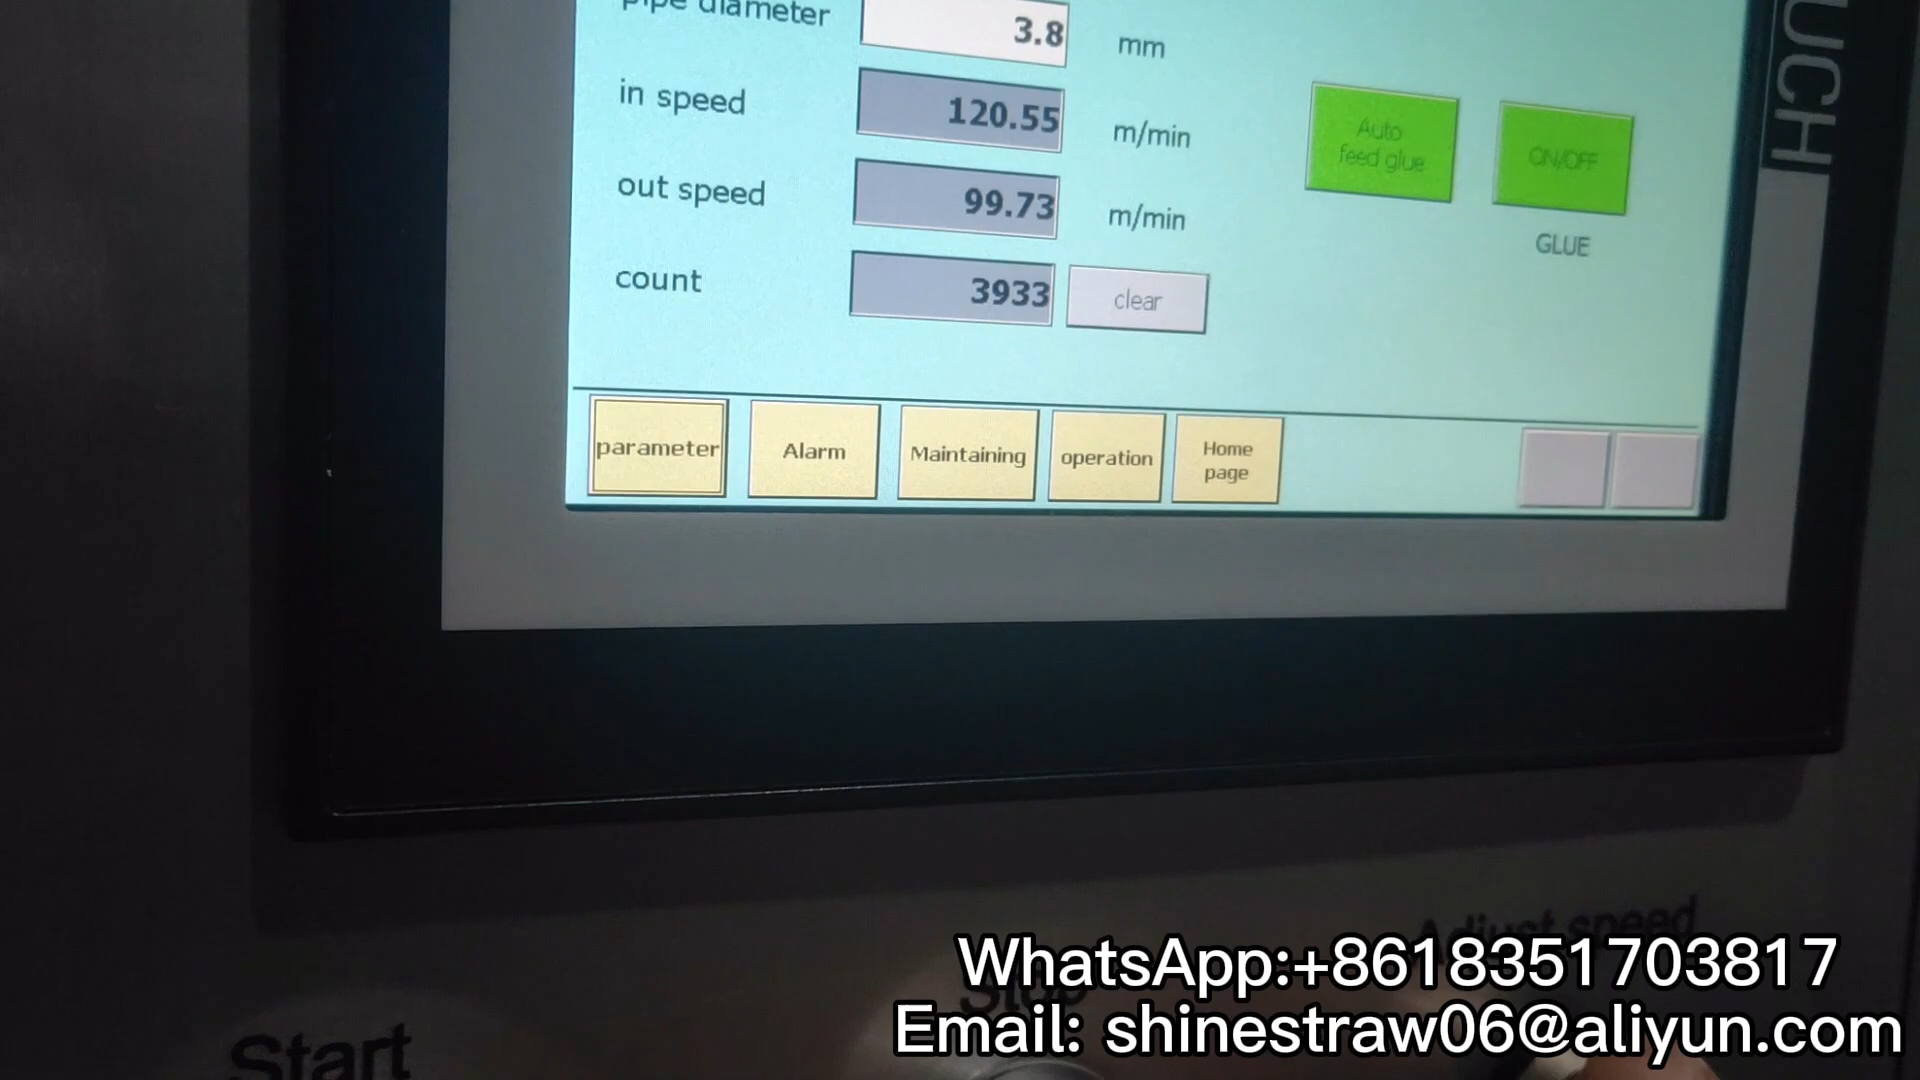 pipe diameter 3.8 mm
in speed 120.55 m/min
out speed 99.73 m/min
count 3933 clear
Auto
feed glue
ON/OFF
GLUE
parameter Alarm Maintaining operation Home
page
UCH
Adjust speed
Stop
Start
WhatsApp:+8618351703817
Email: shinestraw06@aliyun.com